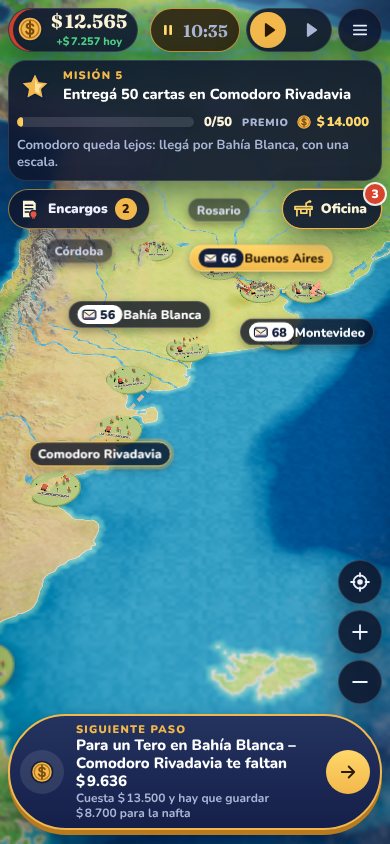 $12.565
+$7.257 hoy
10:35
MISIÓN 5
Entregá 50 cartas en Comodoro Rivadavia
0/50 PREMIO $14.000
Comodoro queda lejos: llegá por Bahía Blanca, con una
escala.
Encargos 2
Rosario
Oficina 3
Córdoba
66 Buenos Aires
56 Bahía Blanca
68 Montevideo
Comodoro Rivadavia
SIGUIENTE PASO
Para un Tero en Bahía Blanca –
Comodoro Rivadavia te faltan
$9.636
Cuesta $13.500 y hay que guardar
$8.700 para la nafta